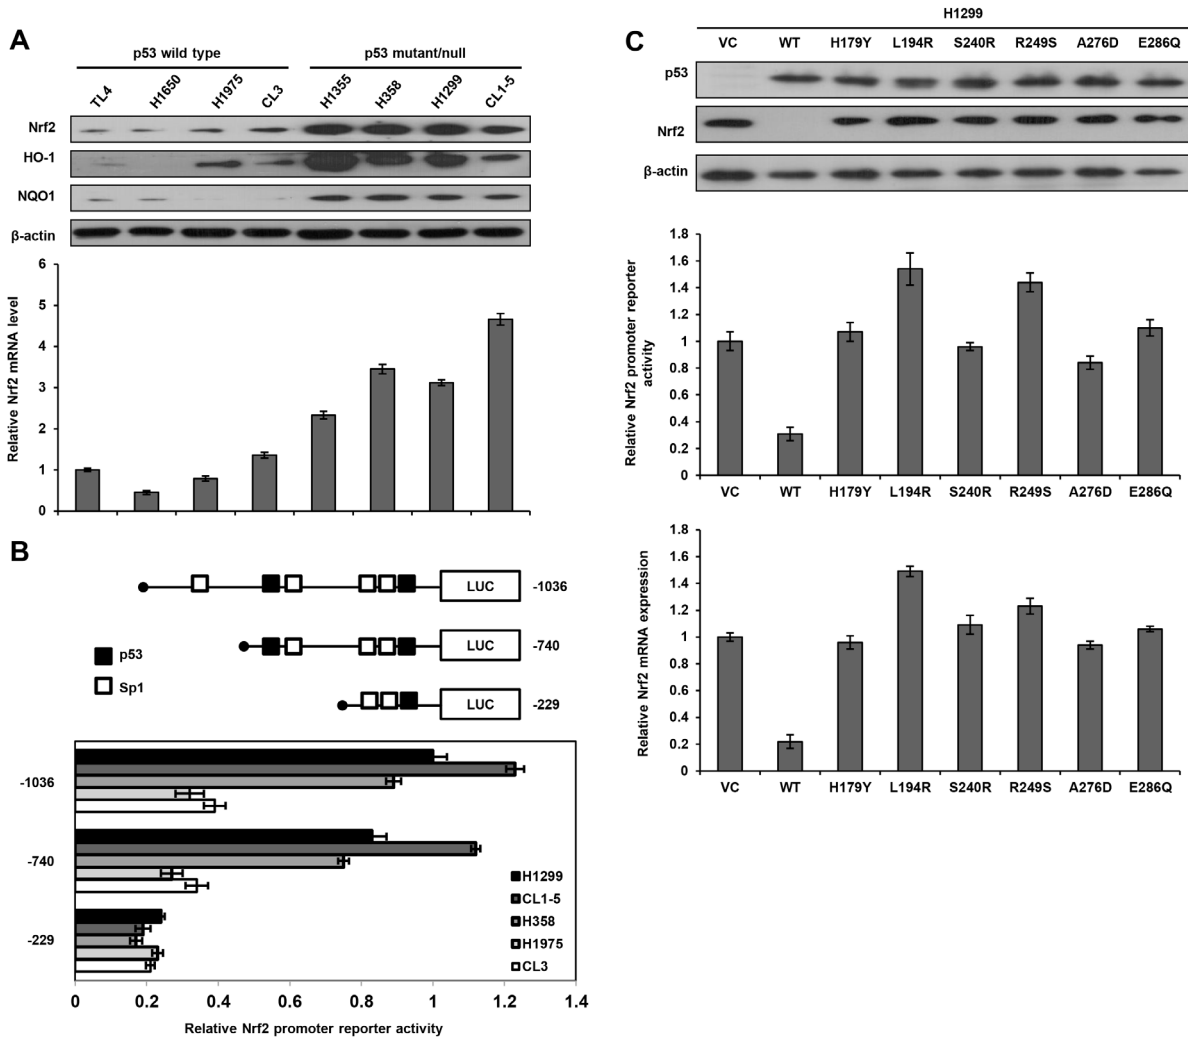 A
p53 wild type
p53 mutant/null
TL4
H1650
H1975
CL3
H1355
H358
H1299
CL1-5
Nrf2
HO-1
NQO1
β-actin
Relative Nrf2 mRNA level
6
5
4
3
2
1
0
B
LUC
-1036
LUC
-740
LUC
-229
p53
Sp1
-1036
-740
-229
H1299
CL1-5
H358
H1975
CL3
0 0.2 0.4 0.6 0.8 1 1.2 1.4
Relative Nrf2 promoter reporter activity
C
H1299
VC WT H179Y L194R S240R R249S A276D E286Q
p53
Nrf2
β-actin
Relative Nrf2 promoter reporter
activity
1.8
1.6
1.4
1.2
1
0.8
0.6
0.4
0.2
0
VC WT H179Y L194R S240R R249S A276D E286Q
Relative Nrf2 mRNA expression
1.8
1.6
1.4
1.2
1
0.8
0.6
0.4
0.2
0
VC WT H179Y L194R S240R R249S A276D E286Q